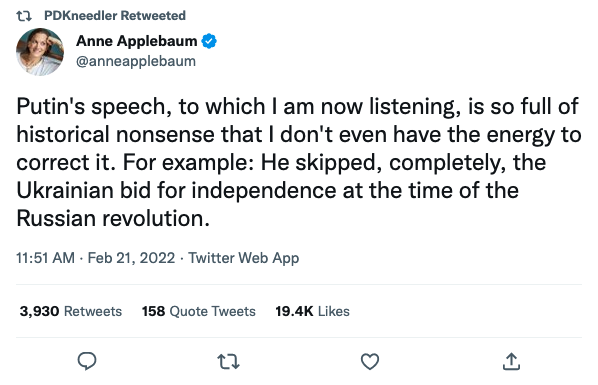 PDKneedler Retweeted
Anne Applebaum
@anneapplebaum
Putin's speech, to which I am now listening, is so full of
historical nonsense that I don't even have the energy to
correct it. For example: He skipped, completely, the
Ukrainian bid for independence at the time of the
Russian revolution.
11:51 AM · Feb 21, 2022 · Twitter Web App
3,930 Retweets 158 Quote Tweets 19.4K Likes